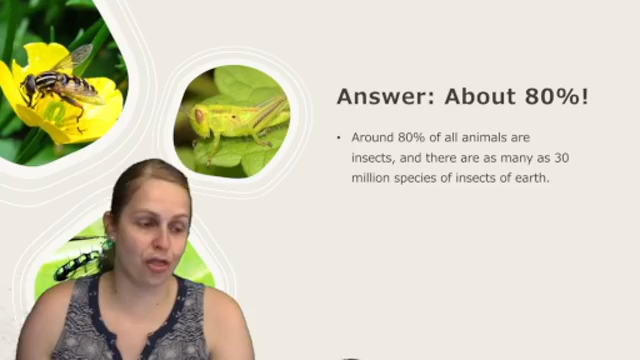 Answer: About 80%!
• Around 80% of all animals are
insects, and there are as many as 30
million species of insects of earth.